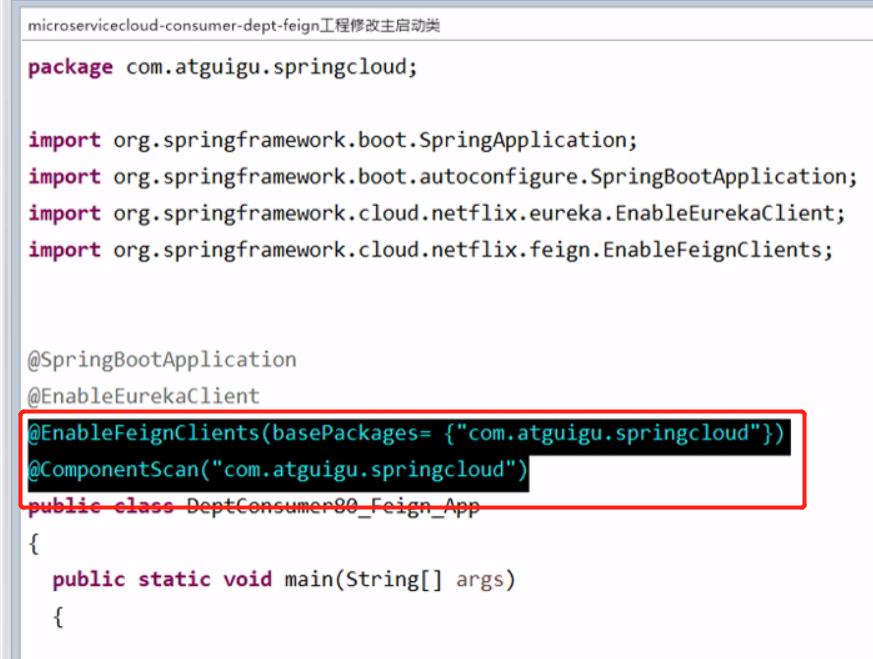 microservicecloud-consumer-dept-feign工程修改主启动类
package com.atguigu.springcloud;
import org.springframework.boot.SpringApplication;
import org.springframework.boot.autoconfigure.SpringBootApplication;
import org.springframework.cloud.netflix.eureka.EnableEurekaClient;
import org.springframework.cloud.netflix.feign.EnableFeignClients;
@SpringBootApplication
@EnableEurekaClient
@EnableFeignClients(basePackages= {"com.atguigu.springcloud"})
@ComponentScan("com.atguigu.springcloud")
public class DeptConsumer80_Feign_App
{
public static void main(String[] args)
{